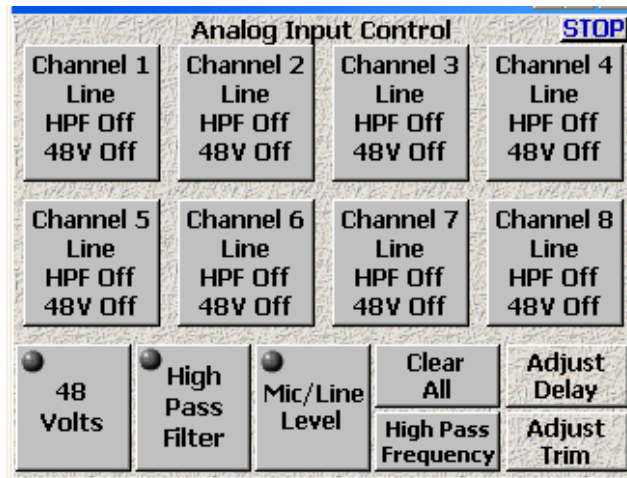 Analog Input Control
STOP
Channel 1
Line
HPF Off
48V Off
Channel 2
Line
HPF Off
48V Off
Channel 3
Line
HPF Off
48V Off
Channel 4
Line
HPF Off
48V Off
Channel 5
Line
HPF Off
48V Off
Channel 6
Line
HPF Off
48V Off
Channel 7
Line
HPF Off
48V Off
Channel 8
Line
HPF Off
48V Off
48
Volts
High
Pass
Filter
Mic/Line
Level
Clear
All
High Pass
Frequency
Adjust
Delay
Adjust
Trim